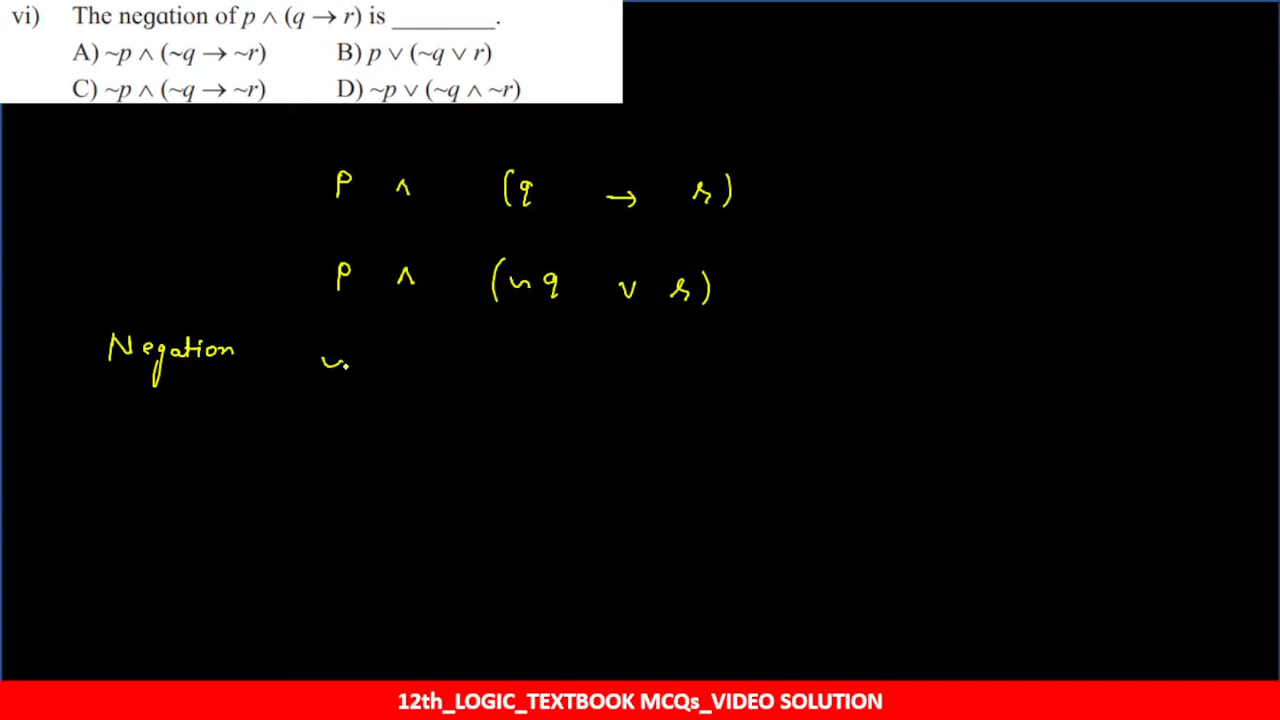 vi) The negation of p ∧ (q → r) is ________.
A) ~p ∧ (~q → ~r) B) p ∨ (~q ∨ r)
C) ~p ∧ (~q → ~r) D) ~p ∨ (~q ∧ ~r)
p ∧ (q → r)
p ∧ (~q ∨ r)
Negation ~
12th_LOGIC_TEXTBOOK MCQs_VIDEO SOLUTION